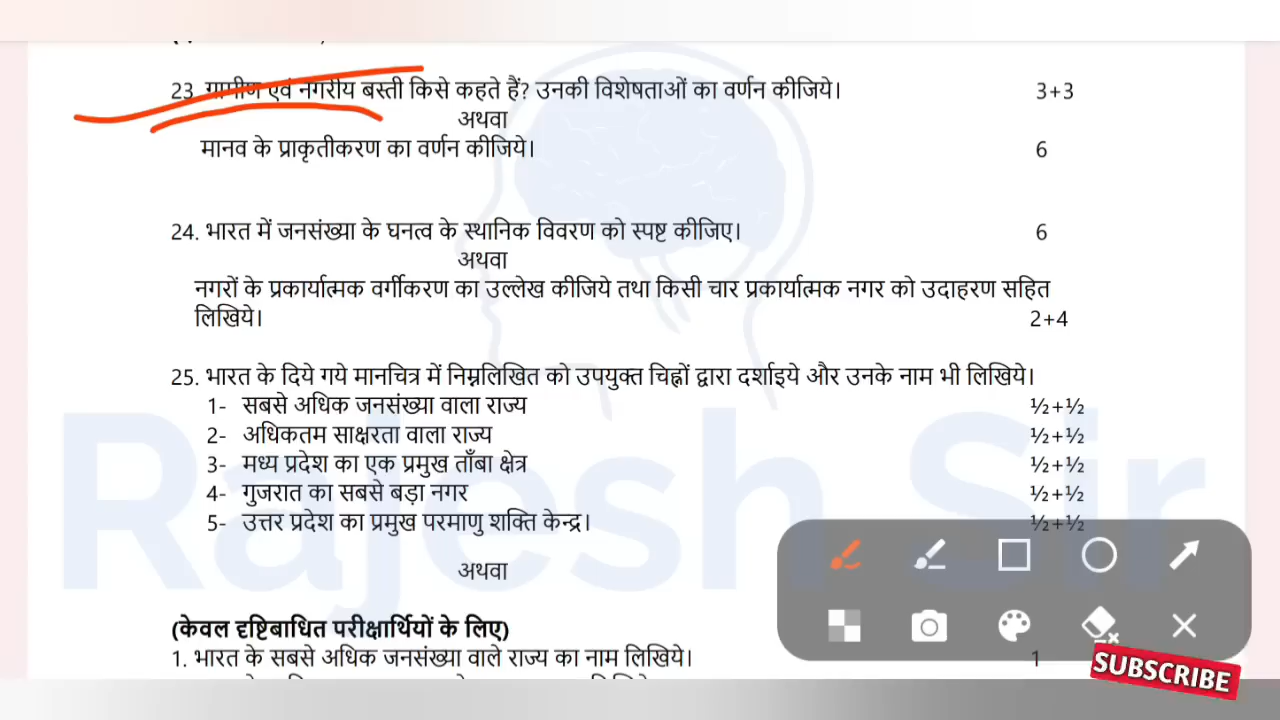 23. ग्रामीण एवं नगरीय बस्ती किसे कहते हैं? उनकी विशेषताओं का वर्णन कीजिये। 3+3
अथवा
मानव के प्राकृतीकरण का वर्णन कीजिये। 6
24. भारत में जनसंख्या के घनत्व के स्थानिक विवरण को स्पष्ट कीजिए। 6
अथवा
नगरों के प्रकार्यात्मक वर्गीकरण का उल्लेख कीजिये तथा किसी चार प्रकार्यात्मक नगर को उदाहरण सहित
लिखिये। 2+4
25. भारत के दिये गये मानचित्र में निम्नलिखित को उपयुक्त चिह्नों द्वारा दर्शाइये और उनके नाम भी लिखिये।
1- सबसे अधिक जनसंख्या वाला राज्य ½+½
2- अधिकतम साक्षरता वाला राज्य ½+½
3- मध्य प्रदेश का एक प्रमुख ताँबा क्षेत्र ½+½
4- गुजरात का सबसे बड़ा नगर ½+½
5- उत्तर प्रदेश का प्रमुख परमाणु शक्ति केन्द्र। ½+½
Rajesh Sir
अथवा
(केवल दृष्टिबाधित परीक्षार्थियों के लिए)
1. भारत के सबसे अधिक जनसंख्या वाले राज्य का नाम लिखिये। 1
SUBSCRIBE